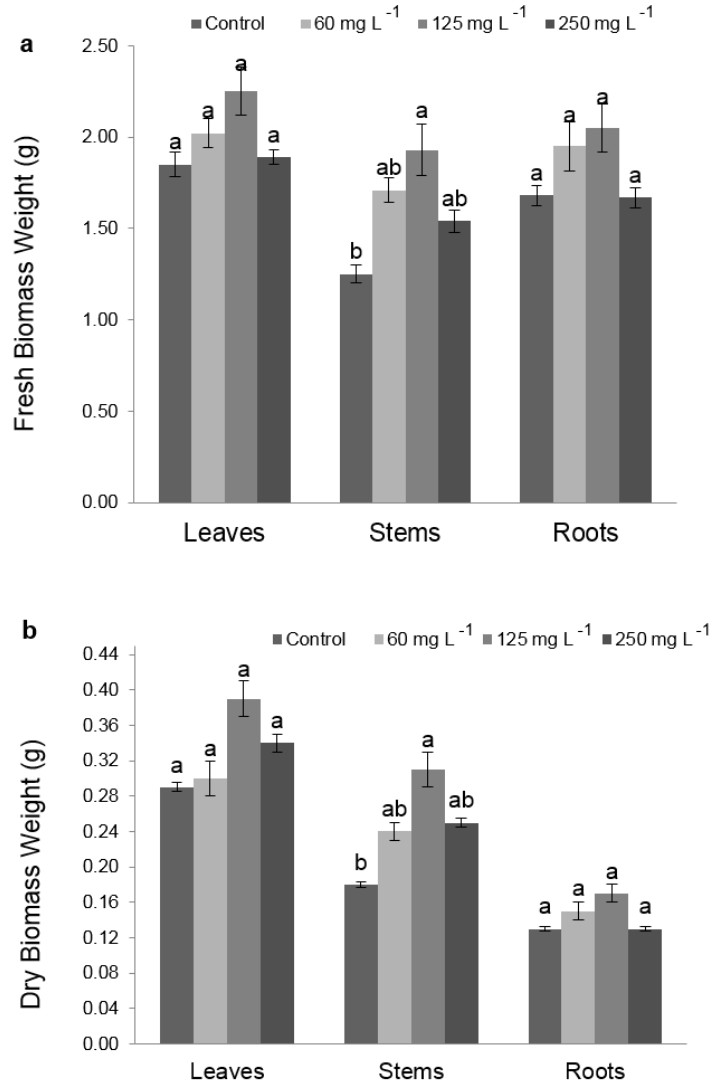 a
Control 60 mg L⁻¹ 125 mg L⁻¹ 250 mg L⁻¹
2.50
2.00
1.50
1.00
0.50
0.00
Fresh Biomass Weight (g)
a a a a
b ab a ab
a a a a
Leaves Stems Roots
b
Control 60 mg L⁻¹ 125 mg L⁻¹ 250 mg L⁻¹
0.44
0.40
0.36
0.32
0.28
0.24
0.20
0.16
0.12
0.08
0.04
0.00
Dry Biomass Weight (g)
a a a a
b ab a ab
a a a a
Leaves Stems Roots